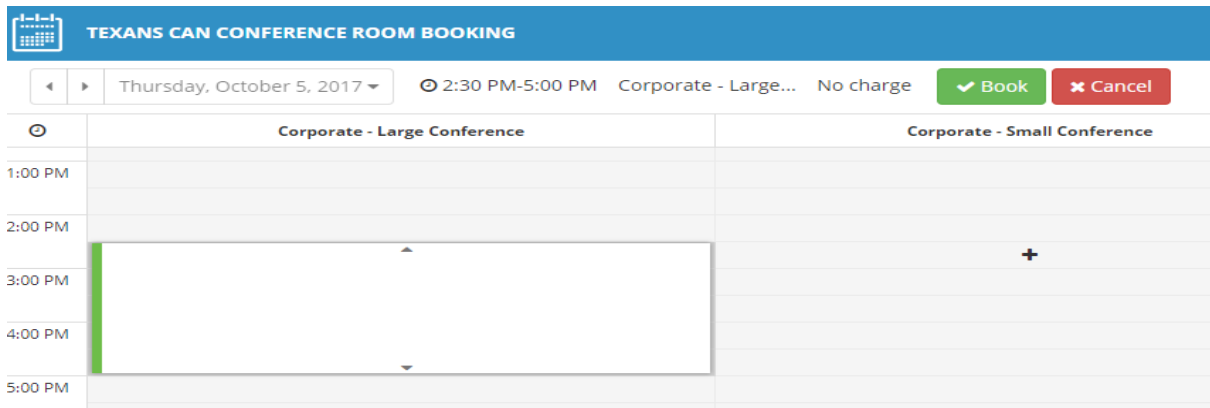 TEXANS CAN CONFERENCE ROOM BOOKING
Thursday, October 5, 2017 2:30 PM-5:00 PM Corporate - Large... No charge Book Cancel
Corporate - Large Conference Corporate - Small Conference
1:00 PM
2:00 PM
3:00 PM
4:00 PM
5:00 PM